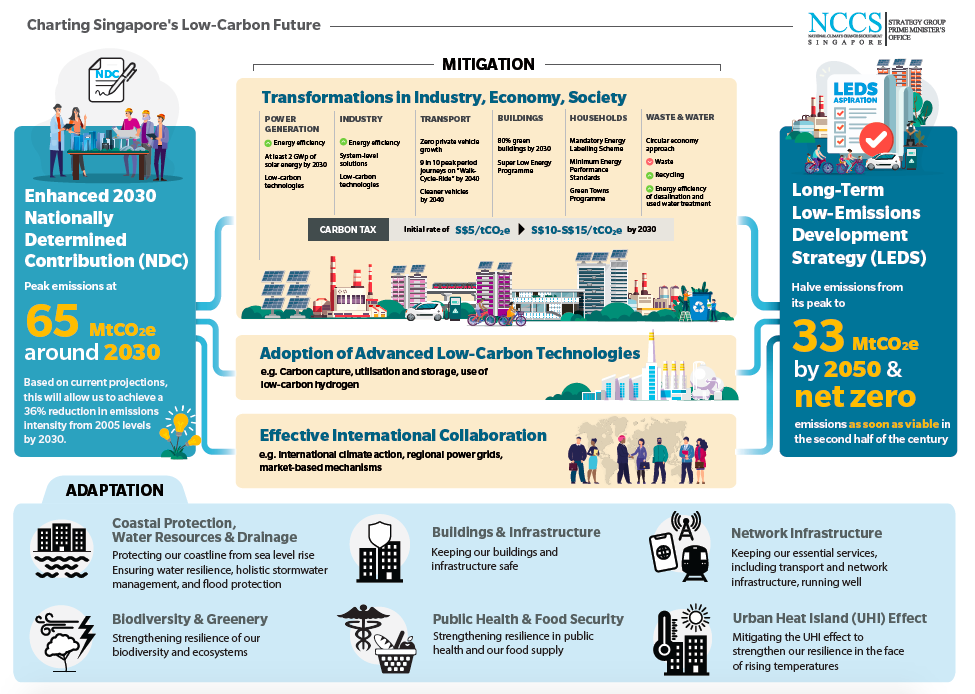 Charting Singapore's Low-Carbon Future
NCCS
NATIONAL CLIMATE CHANGE SECRETARIAT
SINGAPORE
STRATEGY GROUP
PRIME MINISTER'S
OFFICE
NDC
Enhanced 2030
Nationally
Determined
Contribution (NDC)
Peak emissions at
65 MtCO₂e
around 2030
Based on current projections,
this will allow us to achieve a
36% reduction in emissions
intensity from 2005 levels
by 2030.
MITIGATION
Transformations in Industry, Economy, Society
POWER
GENERATION
Energy efficiency
At least 2 GWp of
solar energy by 2030
Low-carbon
technologies
INDUSTRY
Energy efficiency
System-level
solutions
Low-carbon
technologies
TRANSPORT
Zero private vehicle
growth
9 in 10 peak period
journeys on "Walk-
Cycle-Ride" by 2040
Cleaner vehicles
by 2040
BUILDINGS
80% green
buildings by 2030
Super Low Energy
Programme
HOUSEHOLDS
Mandatory Energy
Labelling Scheme
Minimum Energy
Performance
Standards
Green Towns
Programme
WASTE & WATER
Circular economy
approach
Waste
Recycling
Energy efficiency
of desalination and
used water treatment
CARBON TAX
Initial rate of S$5/tCO₂e S$10-S$15/tCO₂e by 2030
Adoption of Advanced Low-Carbon Technologies
e.g. Carbon capture, utilisation and storage, use of
low-carbon hydrogen
Effective International Collaboration
e.g. International climate action, regional power grids,
market-based mechanisms
LEDS
ASPIRATION
Long-Term
Low-Emissions
Development
Strategy (LEDS)
Halve emissions from
its peak to
33 MtCO₂e
by 2050 &
net zero
emissions as soon as viable in
the second half of the century
ADAPTATION
Coastal Protection,
Water Resources & Drainage
Protecting our coastline from sea level rise
Ensuring water resilience, holistic stormwater
management, and flood protection
Buildings & Infrastructure
Keeping our buildings and
infrastructure safe
Network Infrastructure
Keeping our essential services,
including transport and network
infrastructure, running well
Biodiversity & Greenery
Strengthening resilience of our
biodiversity and ecosystems
Public Health & Food Security
Strengthening resilience in public
health and our food supply
Urban Heat Island (UHI) Effect
Mitigating the UHI effect to
strengthen our resilience in the face
of rising temperatures